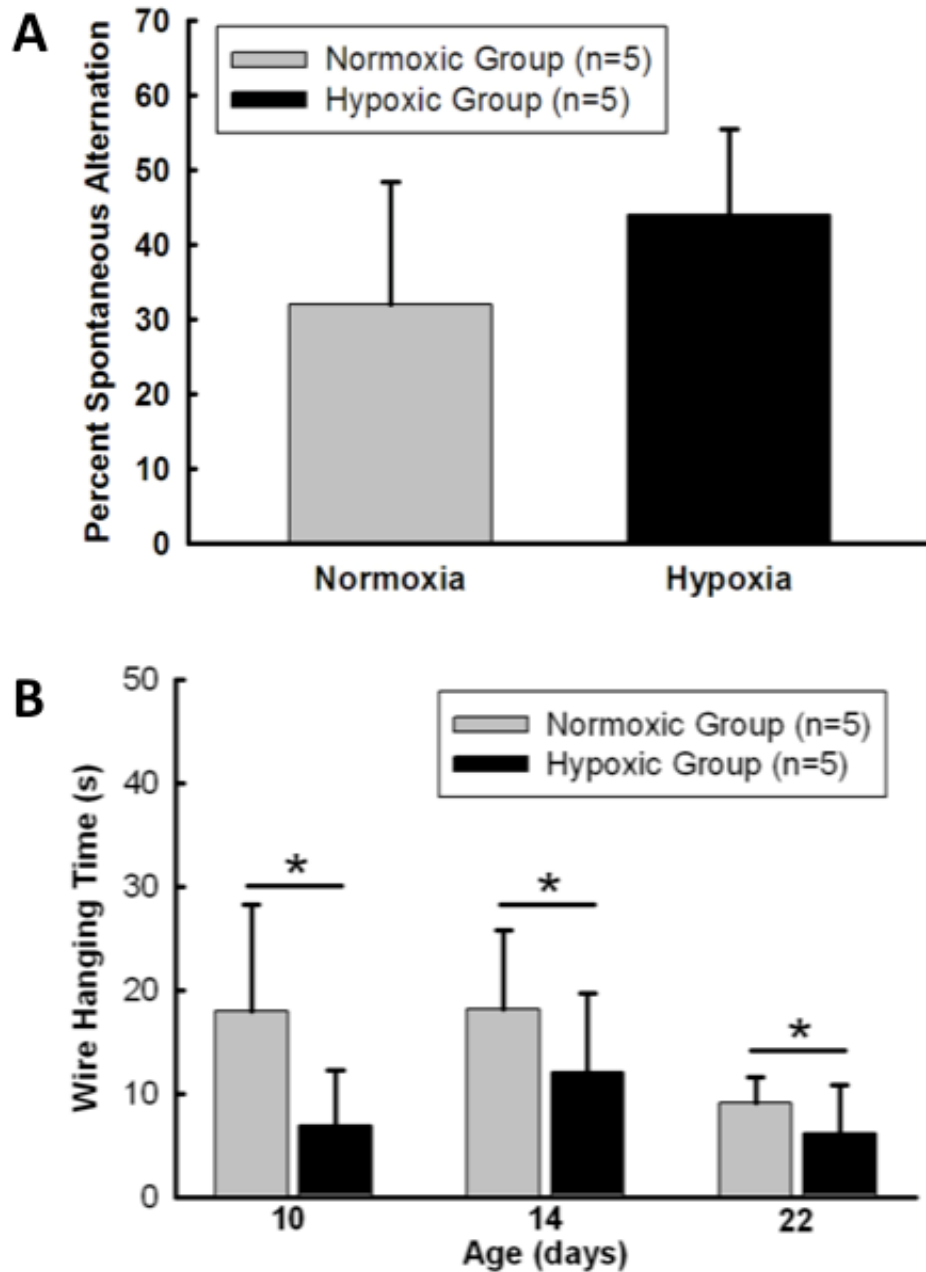 A
Percent Spontaneous Alternation
70
60
50
40
30
20
10
0
Normoxic Group (n=5)
Hypoxic Group (n=5)
Normoxia
Hypoxia
B
Wire Hanging Time (s)
50
40
30
20
10
0
Normoxic Group (n=5)
Hypoxic Group (n=5)
*
*
*
10
14
22
Age (days)